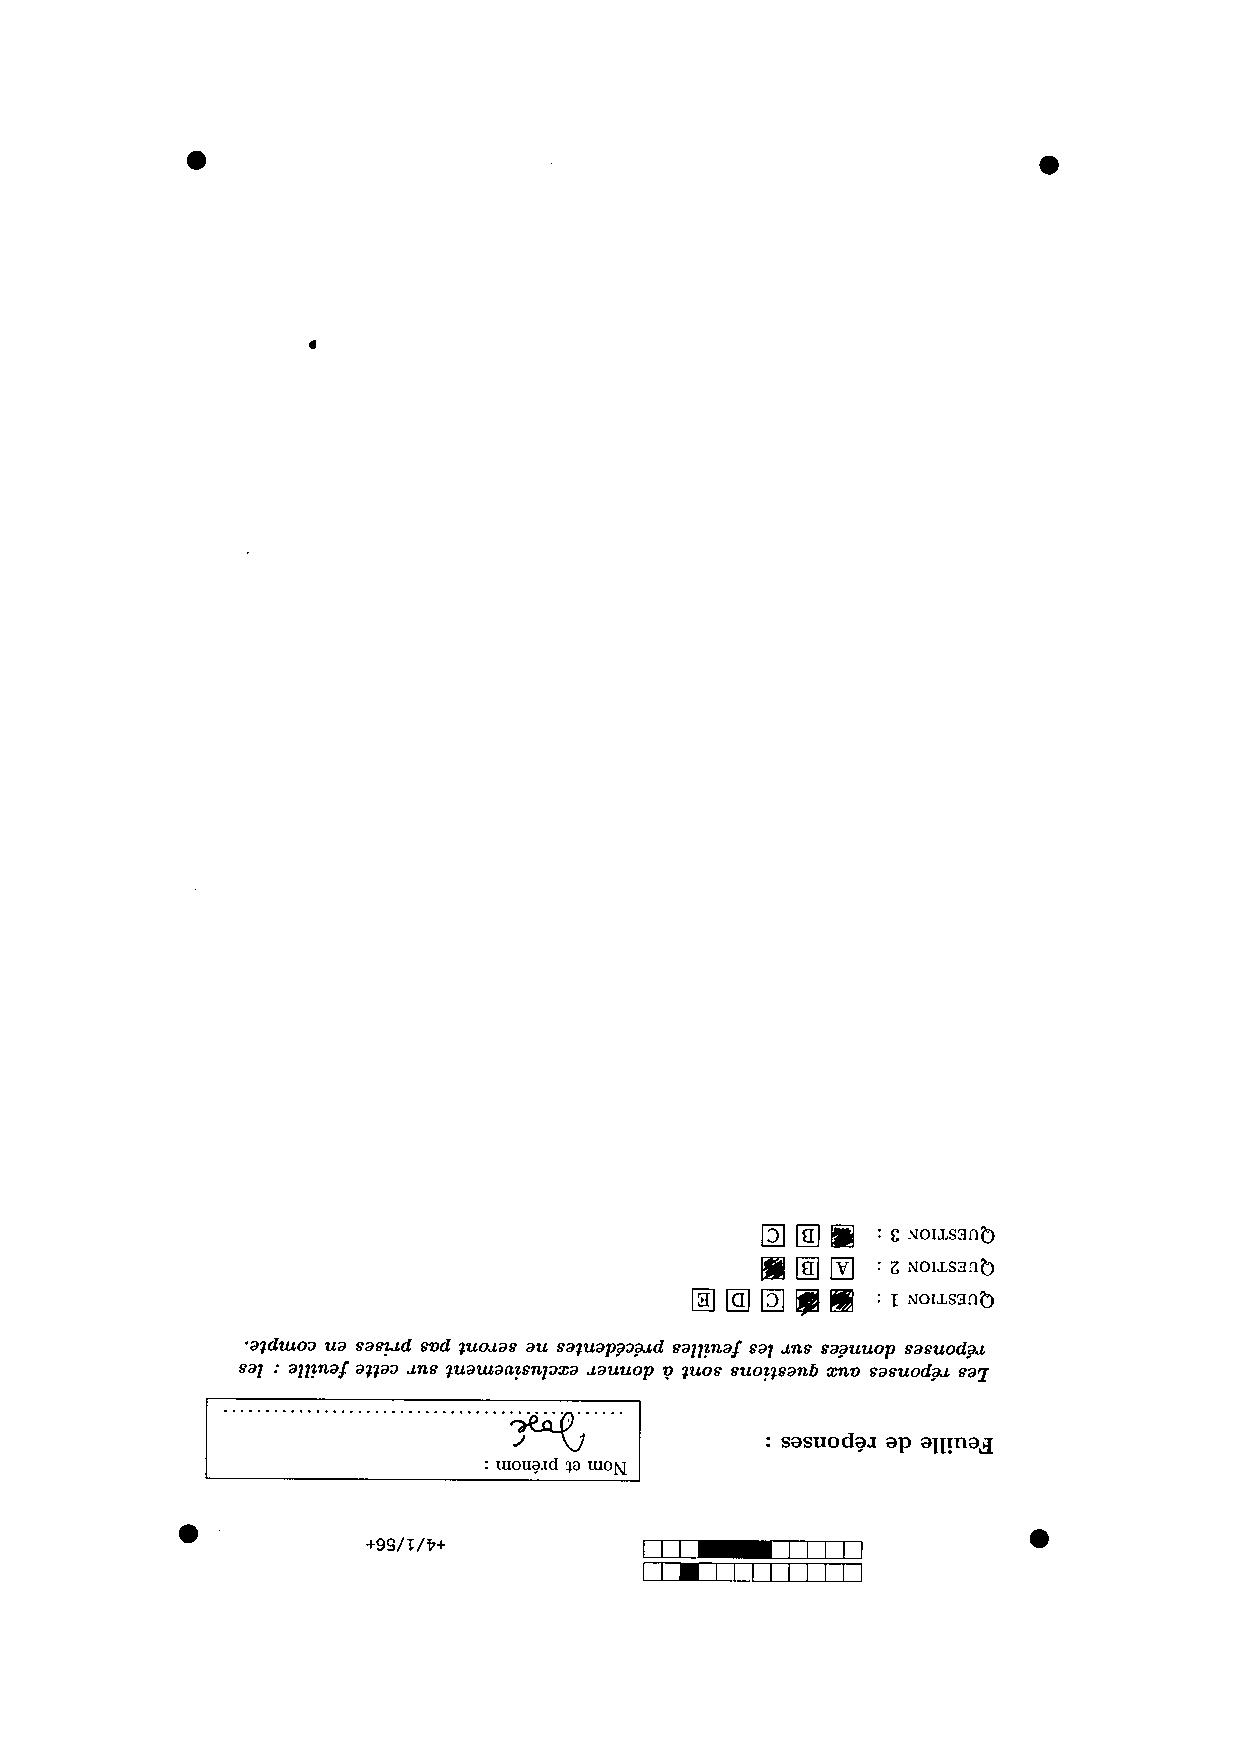 +4/1/56+
Feuille de réponses :
Nom et prénom :
José
Les réponses aux questions sont à donner exclusivement sur cette feuille : les
réponses données sur les feuilles précédentes ne seront pas prises en compte.
QUESTION 1 : C D E
QUESTION 2 : A B
QUESTION 3 : B C